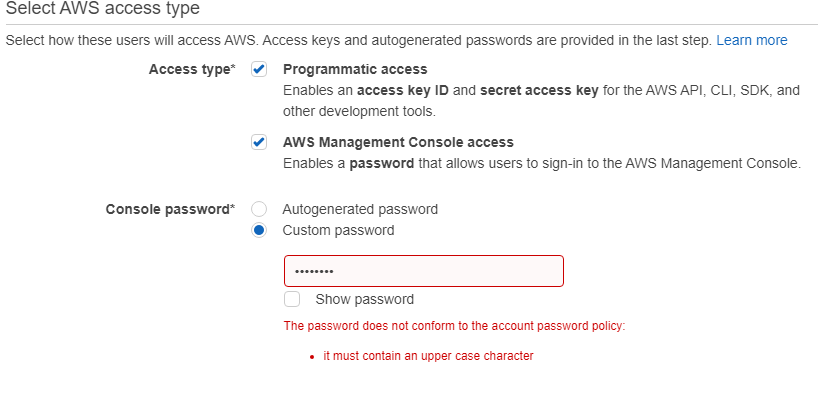 Select AWS access type
Select how these users will access AWS. Access keys and autogenerated passwords are provided in the last step. Learn more
Access type* Programmatic access
Enables an access key ID and secret access key for the AWS API, CLI, SDK, and
other development tools.
AWS Management Console access
Enables a password that allows users to sign-in to the AWS Management Console.
Console password* Autogenerated password
Custom password
••••••••
Show password
The password does not conform to the account password policy:
• it must contain an upper case character